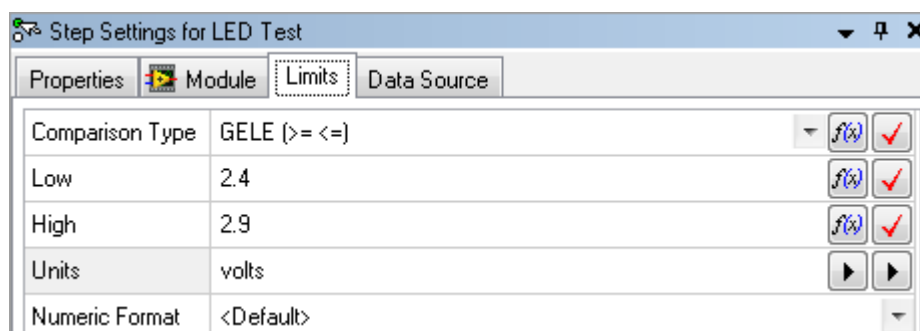 Step Settings for LED Test
Properties Module Limits Data Source
Comparison Type GELE (>= <=) f(x)
Low 2.4 f(x)
High 2.9 f(x)
Units volts
Numeric Format <Default>